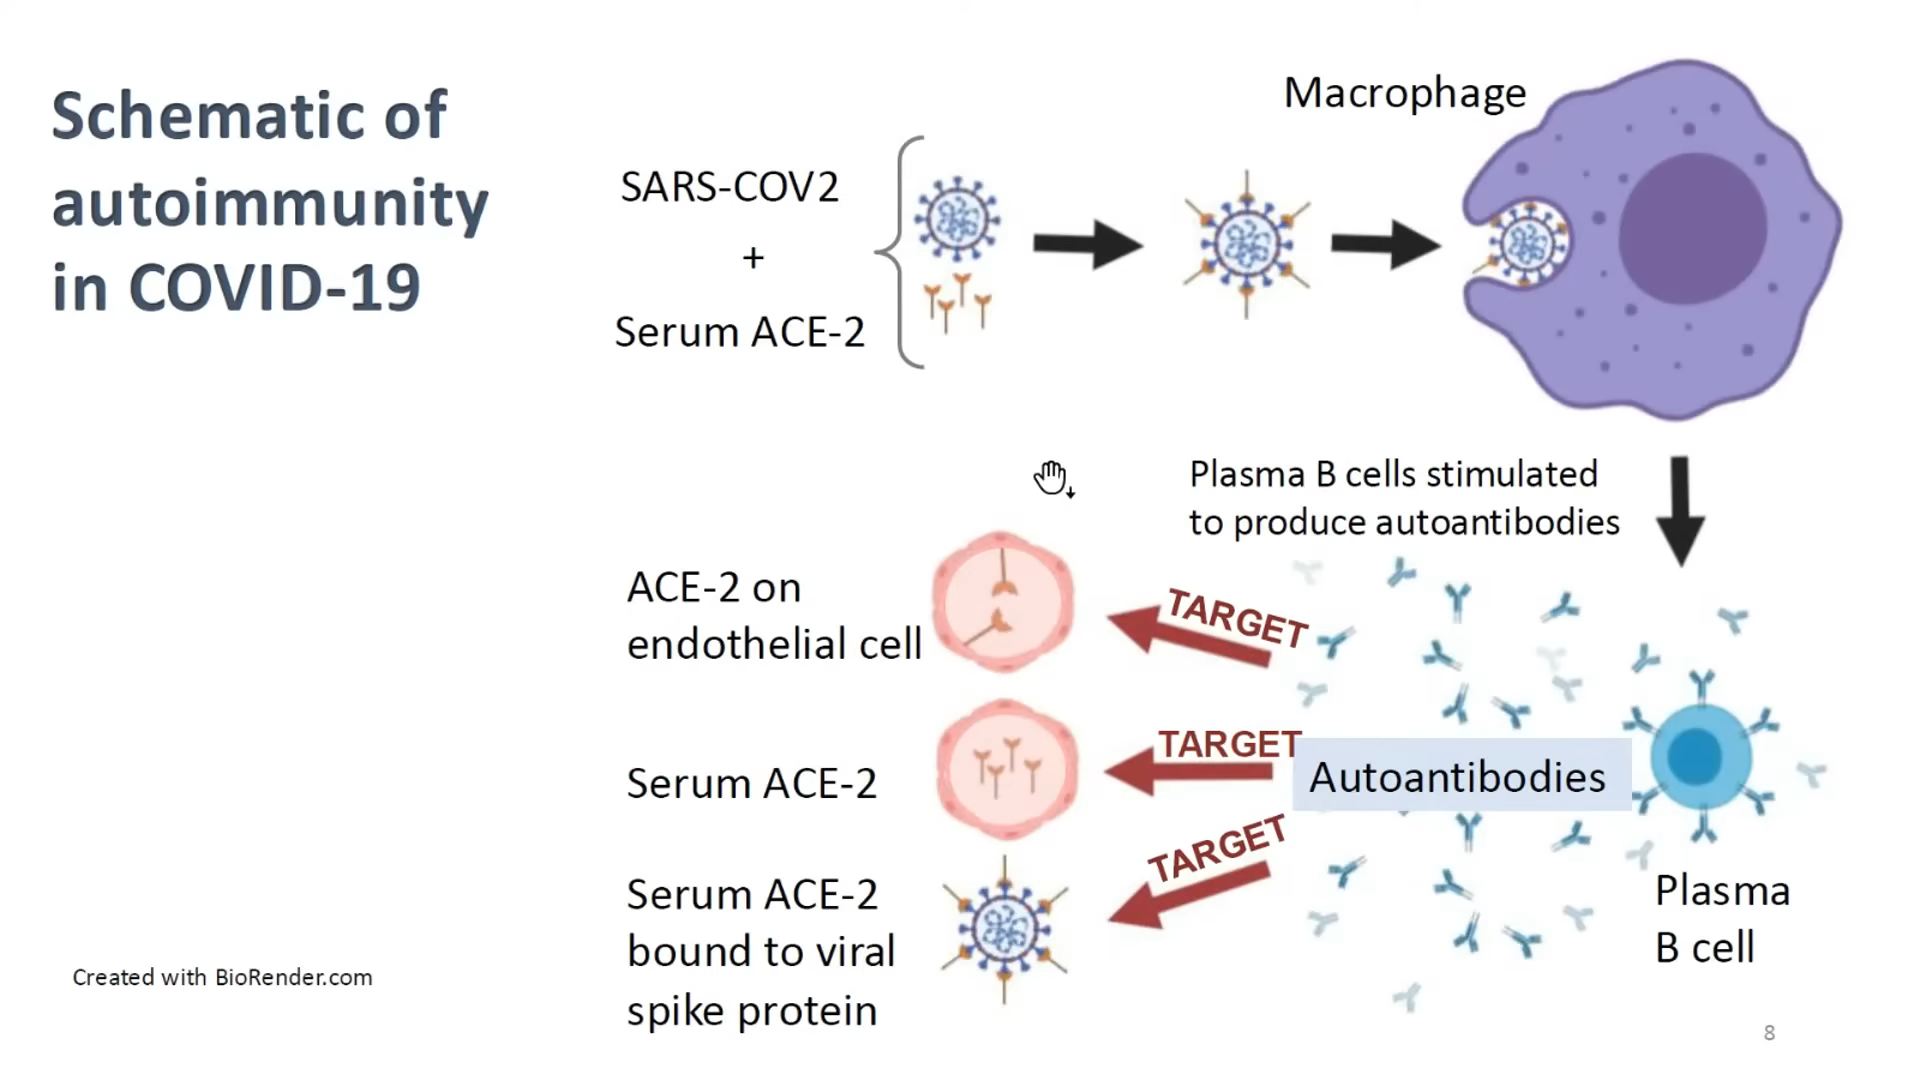 Schematic of
autoimmunity
in COVID-19
SARS-COV2
+
Serum ACE-2
Macrophage
Plasma B cells stimulated
to produce autoantibodies
ACE-2 on
endothelial cell
TARGET
Serum ACE-2
TARGET
Autoantibodies
Serum ACE-2
bound to viral
spike protein
TARGET
Plasma
B cell
Created with BioRender.com
8